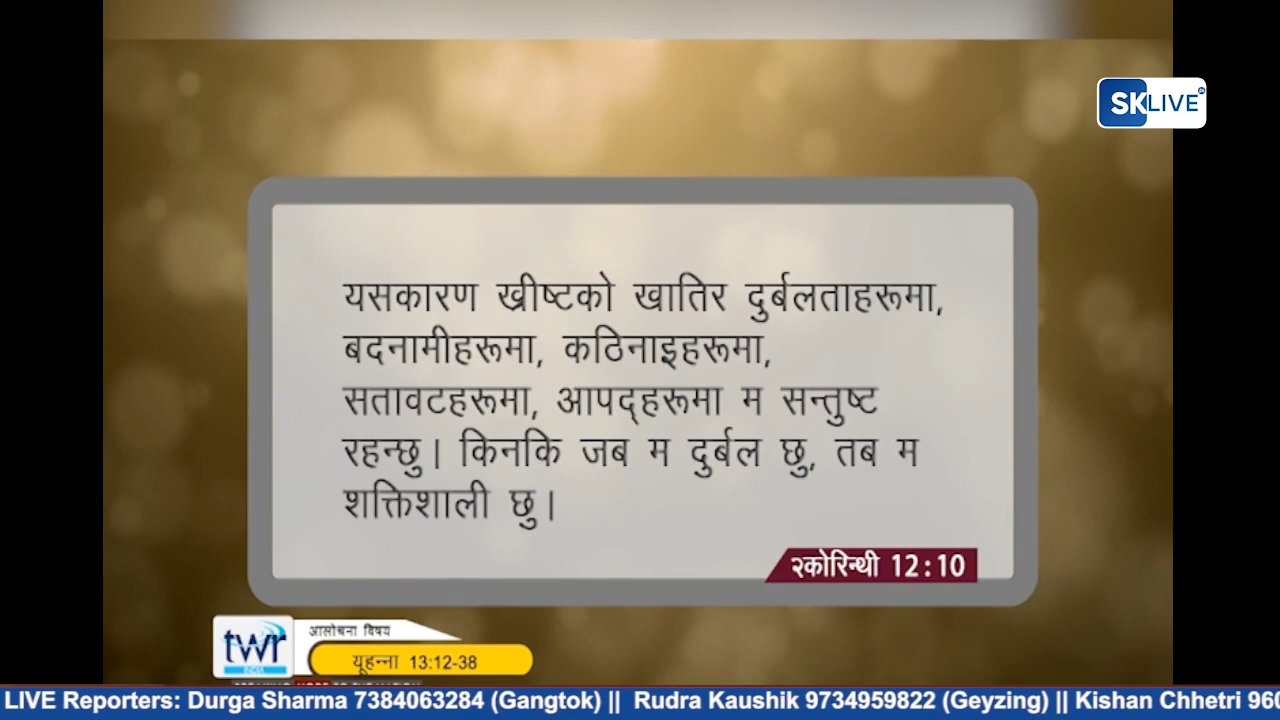 SKLIVE
यसकारण ख्रीष्टको खातिर दुर्बलताहरूमा,
बदनामीहरूमा, कठिनाइहरूमा,
सतावटहरूमा, आपद्हरूमा म सन्तुष्ट
रहन्छु। किनकि जब म दुर्बल छु, तब म
शक्तिशाली छु।
२कोरिन्थी 12:10
twr
INDIA
आलोचना विषय
यूहन्ना 13:12-38
LIVE Reporters: Durga Sharma 7384063284 (Gangtok) || Rudra Kaushik 9734959822 (Geyzing) || Kishan Chhetri 960